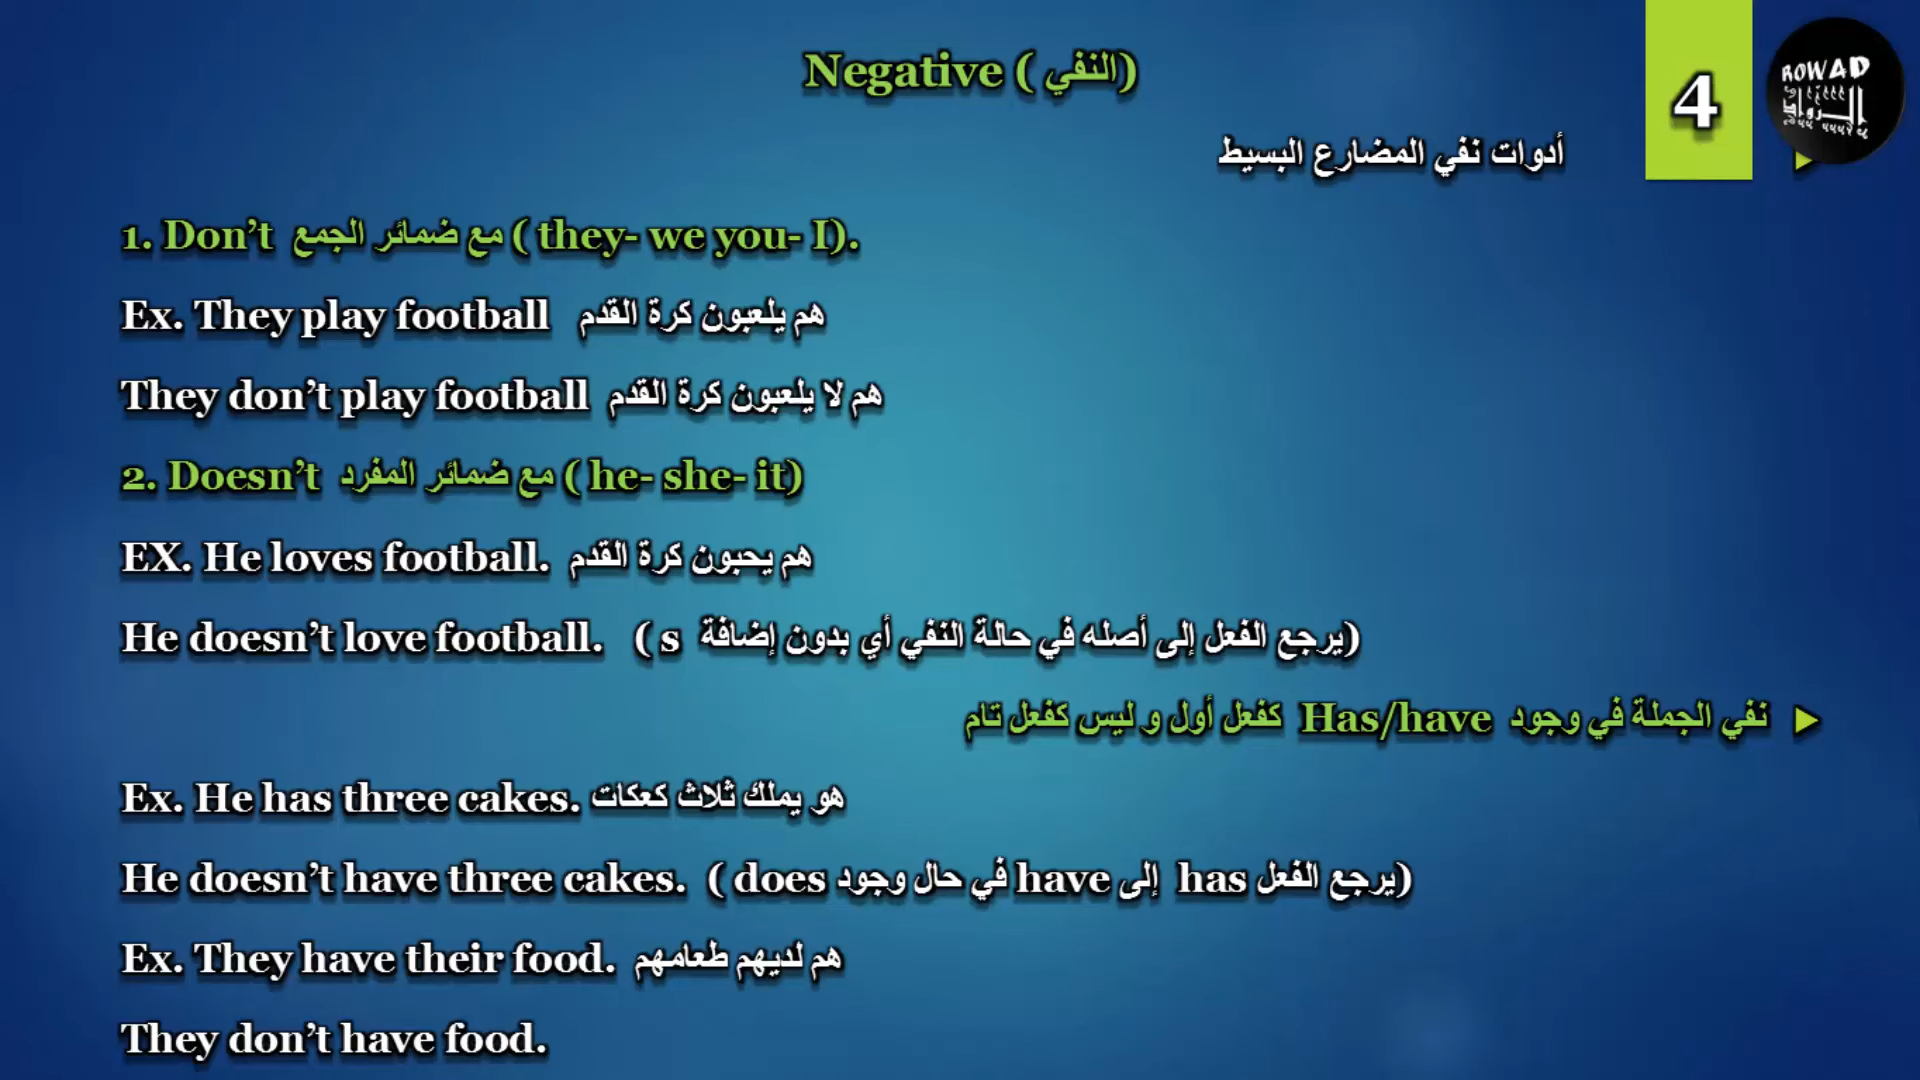 Negative ( النفي)
4
ROWAD
الرواد
أدوات نفي المضارع البسيط
1. Don’t مع ضمائر الجمع ( they- we you- I).
Ex. They play football هم يلعبون كرة القدم
They don’t play football هم لا يلعبون كرة القدم
2. Doesn’t مع ضمائر المفرد ( he- she- it)
EX. He loves football. هم يحبون كرة القدم
He doesn’t love football. ( s يرجع الفعل إلى أصله في حالة النفي أي بدون إضافة)
نفي الجملة في وجود Has/have كفعل أول و ليس كفعل تام
Ex. He has three cakes. هو يملك ثلاث كعكات
He doesn’t have three cakes. ( does يرجع الفعل has إلى have في حال وجود)
Ex. They have their food. هم لديهم طعامهم
They don’t have food.